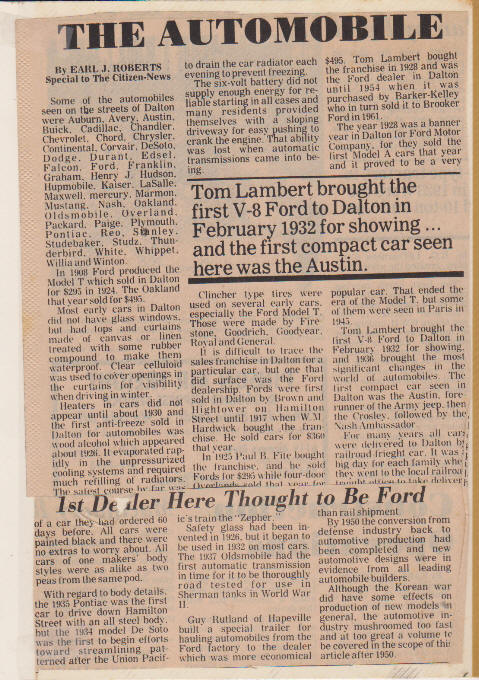 THE AUTOMOBILE
By EARL J. ROBERTS
Special to The Citizen-News
Some of the automobiles
seen on the streets of Dalton
were Auburn, Avery, Austin,
Buick, Cadillac, Chandler,
Chevrolet, Chord, Chrysler,
Continental, Corvair, DeSoto,
Dodge, Durant, Edsel,
Falcon, Ford, Franklin,
Graham, Henry J. Hudson,
Hupmobile, Kaiser, LaSalle,
Maxwell, mercury, Marmon,
Mustang, Nash, Oakland,
Oldsmobile, Overland,
Packard, Paige, Plymouth,
Pontiac, Reo, Stanley,
Studebaker, Studz, Thun-
derbird, White, Whippet,
Willia and Winton.
In 1908 Ford produced the
Model T which sold in Dalton
for $295 in 1924. The Oakland
that year sold for $495.
Most early cars in Dalton
did not have glass windows,
but had tops and curtains
made of canvas or linen
treated with some rubber
compound to make them
waterproof. Clear celluloid
was used to cover openings in
the curtains for visibility
when driving in winter.
Heaters in cars did not
appear until about 1930 and
the first anti-freeze sold in
Dalton for automobiles was
wood alcohol which appeared
about 1926. It evaporated rap-
idly in the unpressurized
cooling systems and required
much refilling of radiators.
The safest course by far was
to drain the car radiator each
evening to prevent freezing.
The six-volt battery did not
supply enough energy for re-
liable starting in all cases and
many residents provided
themselves with a sloping
driveway for easy pushing to
crank the engine. That ability
was lost when automatic
transmissions came into be-
ing.
$495. Tom Lambert bought
the franchise in 1928 and was
the Ford dealer in Dalton
until 1954 when it was
purchased by Barker-Kelley
who in turn sold it to Brooker
Ford in 1961.
The year 1928 was a banner
year in Dalton for Ford Motor
Company, for they sold the
first Model A cars that year
and it proved to be a very
Tom Lambert brought the
first V-8 Ford to Dalton in
February 1932 for showing ...
and the first compact car seen
here was the Austin.
Clincher type tires were
used on several early cars,
especially the Ford Model T.
Those were made by Fire-
stone, Goodrich, Goodyear,
Royal and General.
It is difficult to trace the
sales franchise in Dalton for a
particular car, but one that
did surface was the Ford
dealership. Fords were first
sold in Dalton by Brown and
Hightower on Hamilton
Street until 1917 when W.M.
Hardwick bought the fran-
chise. He sold cars for $360
that year.
In 1925 Paul B. Fite bought
the franchise, and he sold
Fords for $295 while four-door
Overlands sold that year for
popular car. That ended the
era of the Model T, but some
of them were seen in Paris in
1945.
Tom Lambert brought the
first V-8 Ford to Dalton in
February 1932 for showing,
and 1936 brought the most
significant changes in the
world of automobiles. The
first compact car seen in
Dalton was the Austin, fore-
runner of the Army jeep, then
the Crosley, followed by the
Nash Ambassador.
For many years all cars
were delivered to Dalton by
railroad frieght car. It was
big day for each family who
they went to the local railroad
freight office to take delivery
1st Dealer Here Thought to Be Ford
of a car they had ordered 60
days before. All cars were
painted black and there were
no extras to worry about. All
cars of one makers' body
styles were as alike as two
peas from the same pod.
With regard to body details,
the 1935 Pontiac was the first
car to drive down Hamilton
Street with an all steel body,
but the 1934 model De Soto
was the first to begin efforts
toward streamlining pat-
terned after the Union Pacif-
ic's train the "Zepher."
Safety glass had been in-
vented in 1926, but it began to
be used in 1932 on most cars.
The 1937 Oldsmobile had the
first automatic transmission
in time for it to be thoroughly
road tested for use in
Sherman tanks in World War
II.
Guy Rutland of Hapeville
built a special trailer for
hauling automobiles from the
Ford factory to the dealer
which was more economical
than rail shipment
By 1950 the conversion from
defense industry back to
automotive production had
been completed and new
automotive designs were in
evidence from all leading
automobile builders.
Although the Korean war
did have some effects on
production of new models in
general, the automotive in-
dustry mushroomed too fast
and at too great a volume to
be covered in the scope of this
article after 1950.